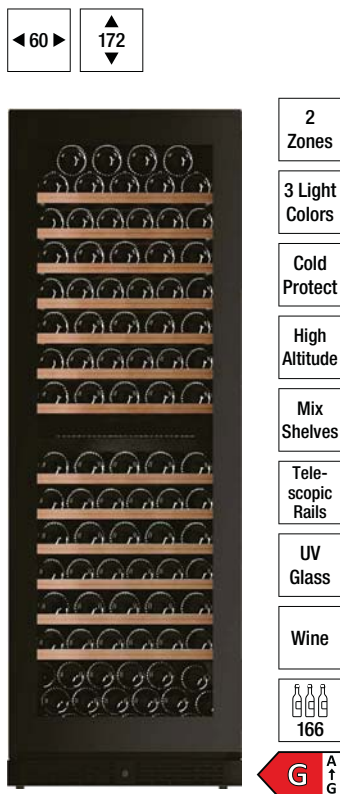 ◀ 60 ▶
▲
172
▼
2
Zones
3 Light
Colors
Cold
Protect
High
Altitude
Mix
Shelves
Tele-
scopic
Rails
UV
Glass
Wine
166
G
A
↑
G